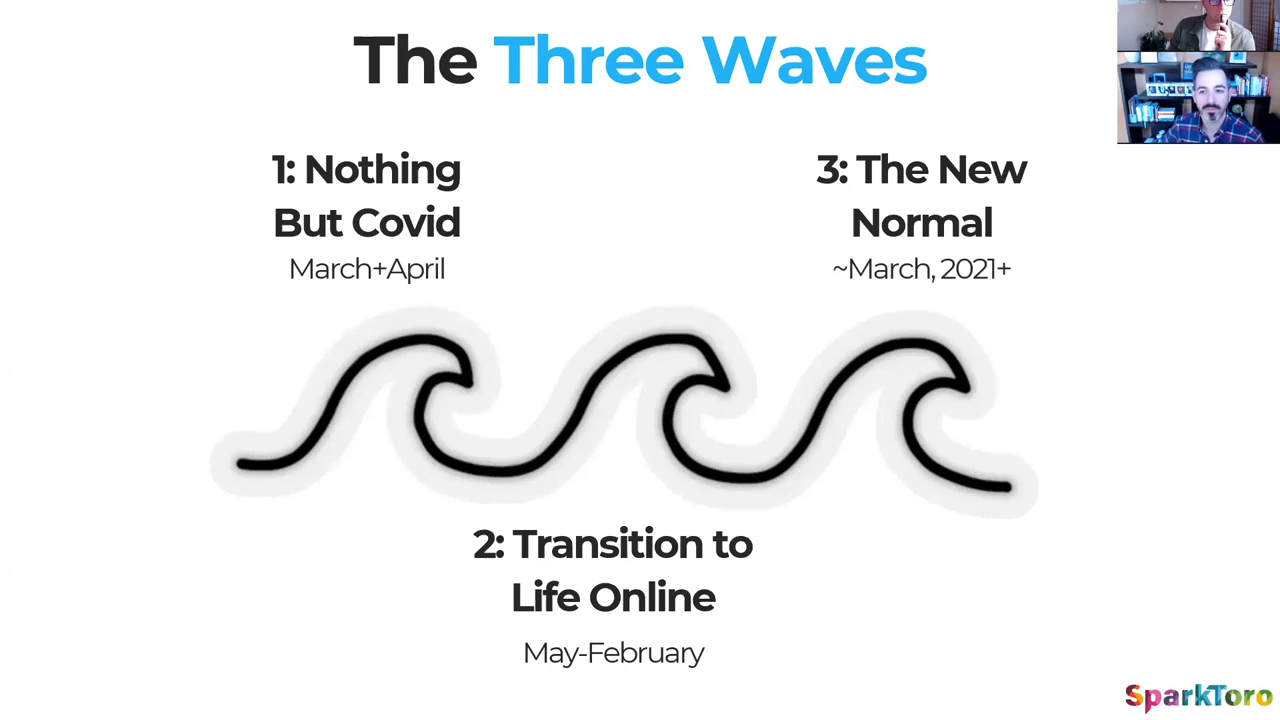 The Three Waves
1: Nothing
But Covid
March+April
3: The New
Normal
~March, 2021+
2: Transition to
Life Online
May-February
SparkToro